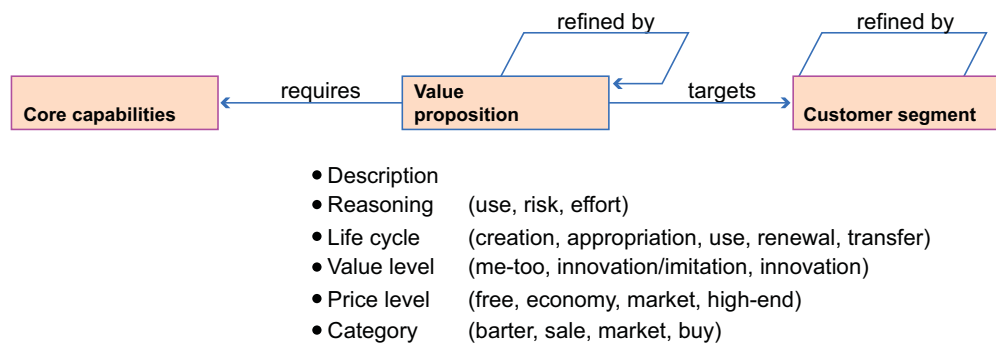 refined by
refined by
requires
targets
Core capabilities
Value
proposition
Customer segment
• Description
• Reasoning (use, risk, effort)
• Life cycle (creation, appropriation, use, renewal, transfer)
• Value level (me-too, innovation/imitation, innovation)
• Price level (free, economy, market, high-end)
• Category (barter, sale, market, buy)